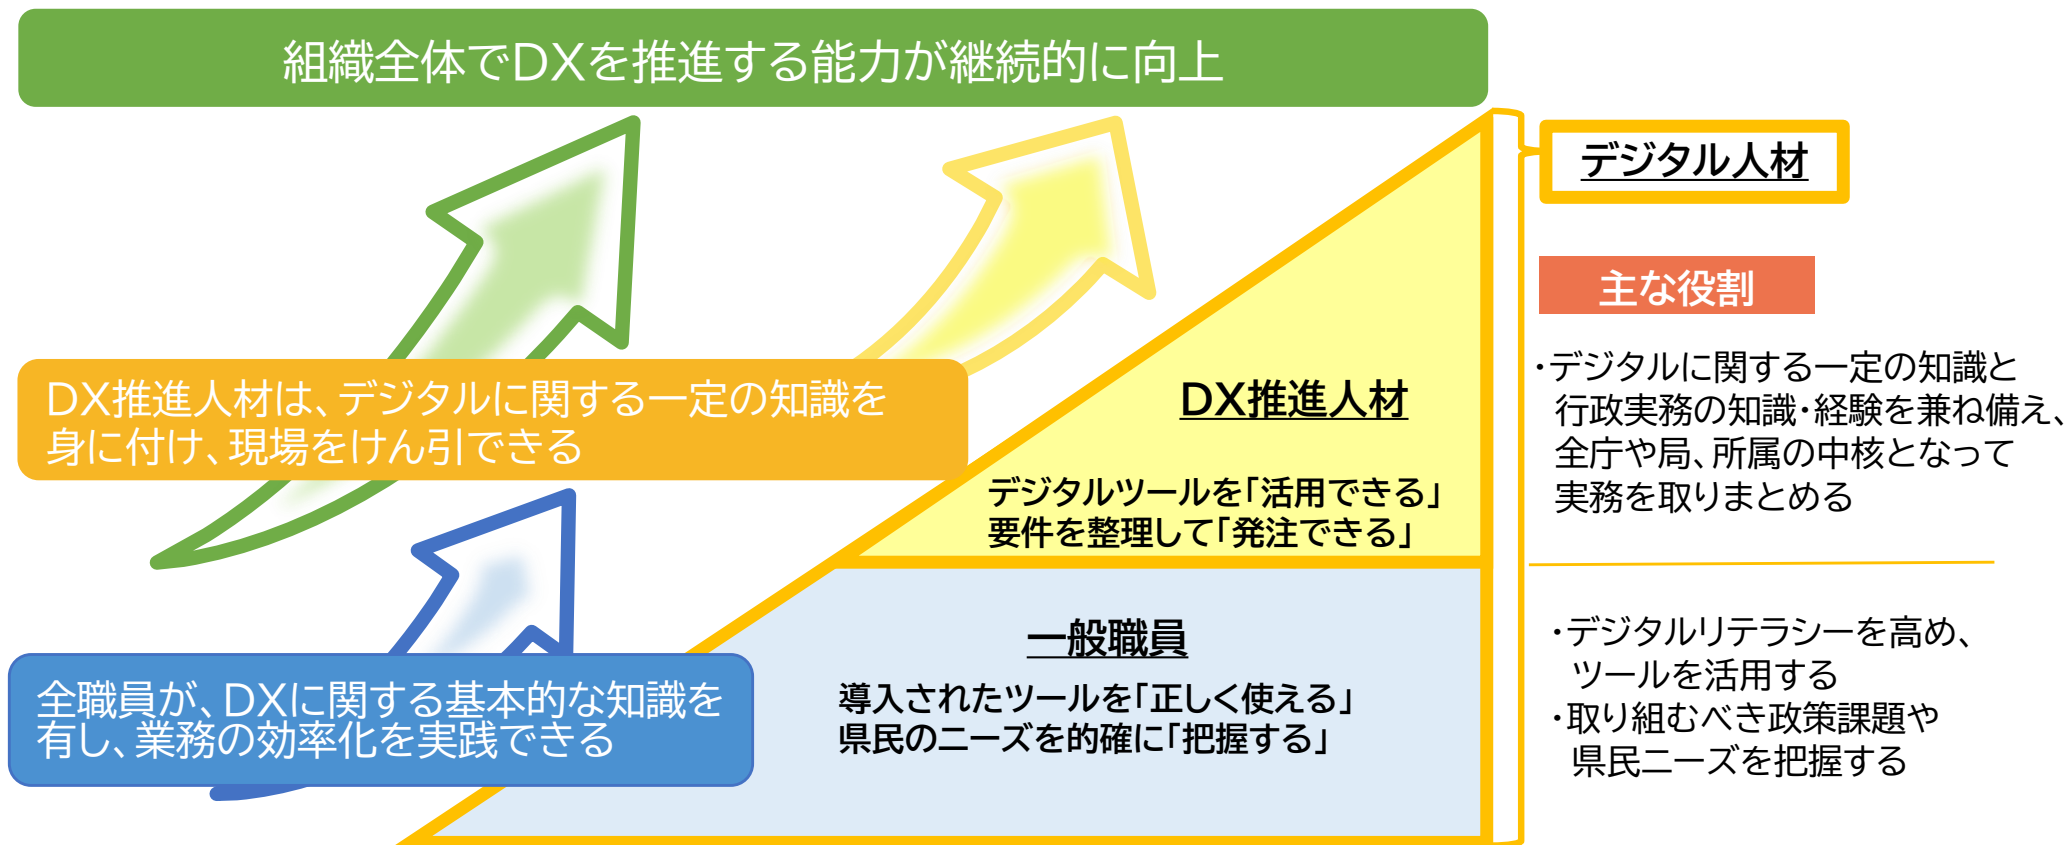 組織全体でDXを推進する能力が継続的に向上
デジタル人材
主な役割
DX推進人材は、デジタルに関する一定の知識を
身に付け、現場をけん引できる
DX推進人材
デジタルツールを「活用できる」
要件を整理して「発注できる」
・デジタルに関する一定の知識と
行政実務の知識・経験を兼ね備え、
全庁や局、所属の中核となって
実務を取りまとめる
全職員が、DXに関する基本的な知識を
有し、業務の効率化を実践できる
一般職員
導入されたツールを「正しく使える」
県民のニーズを的確に「把握する」
・デジタルリテラシーを高め、
ツールを活用する
・取り組むべき政策課題や
県民ニーズを把握する